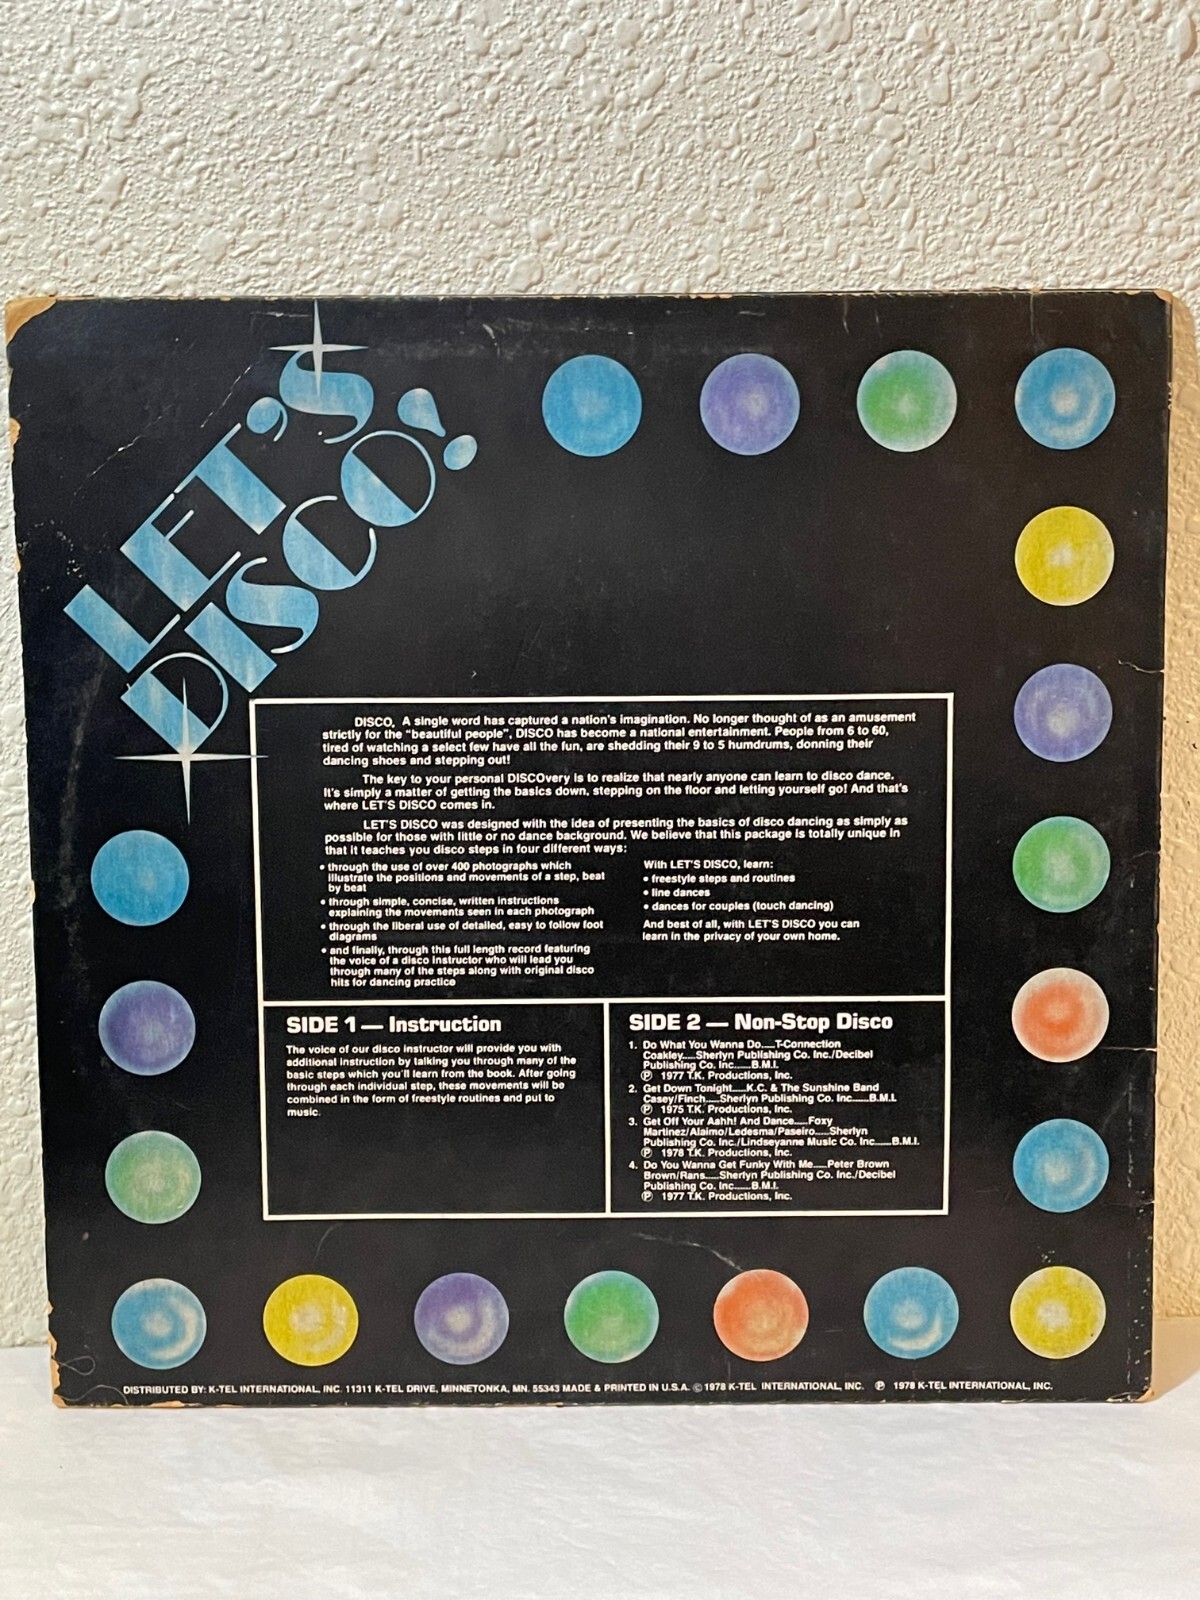 LET'S
DISCO!
DISCO. A single word has captured a nation's imagination. No longer thought of as an amusement
strictly for the "beautiful people", DISCO has become a national entertainment. People from 6 to 60,
tired of watching a select few have all the fun, are shedding their 9 to 5 humdrums, donning their
dancing shoes and stepping out!
The key to your personal DISCOvery is to realize that nearly anyone can learn to disco dance.
It's simply a matter of getting the basics down, stepping on the floor and letting yourself go! And that's
where LET'S DISCO comes in.
LET'S DISCO was designed with the idea of presenting the basics of disco dancing as simply as
possible for those with little or no dance background. We believe that this package is totally unique in
that it teaches you disco steps in four different ways:
• through the use of over 400 photographs which
illustrate the positions and movements of a step, beat
by beat
• through simple, concise, written instructions
explaining the movements seen in each photograph
• through the liberal use of detailed, easy to follow foot
diagrams
• and finally, through this full length record featuring
the voice of a disco instructor who will lead you
through many of the steps along with original disco
hits for dancing practice
With LET'S DISCO, learn:
• freestyle steps and routines
• line dances
• dances for couples (touch dancing)
And best of all, with LET'S DISCO you can
learn in the privacy of your own home.
SIDE 1 — Instruction
The voice of our disco instructor will provide you with
additional instruction by talking you through many of the
basic steps which you'll learn from the book. After going
through each individual step, these movements will be
combined in the form of freestyle routines and put to
music.
SIDE 2 — Non-Stop Disco
1. Do What You Wanna Do.....T-Connection
Coakley.....Sherlyn Publishing Co. Inc./Decibel
Publishing Co. Inc.....B.M.I.
℗ 1977 T.K. Productions, Inc.
2. Get Down Tonight.....K.C. & The Sunshine Band
Casey/Finch.....Sherlyn Publishing Co. Inc.....B.M.I.
℗ 1975 T.K. Productions, Inc.
3. Get Off Your Aahh! And Dance.....Foxy
Martinez/Alaimo/Ledesma/Paseiro.....Sherlyn
Publishing Co. Inc./Lindseyanne Music Co. Inc.....B.M.I.
℗ 1978 T.K. Productions, Inc.
4. Do You Wanna Get Funky With Me.....Peter Brown
Brown/Rans.....Sherlyn Publishing Co. Inc./Decibel
Publishing Co. Inc.....B.M.I.
℗ 1977 T.K. Productions, Inc.
DISTRIBUTED BY: K-TEL INTERNATIONAL, INC. 11311 K-TEL DRIVE, MINNETONKA, MN. 55343 MADE & PRINTED IN U.S.A. © 1978 K-TEL INTERNATIONAL, INC. ℗ 1978 K-TEL INTERNATIONAL, INC.